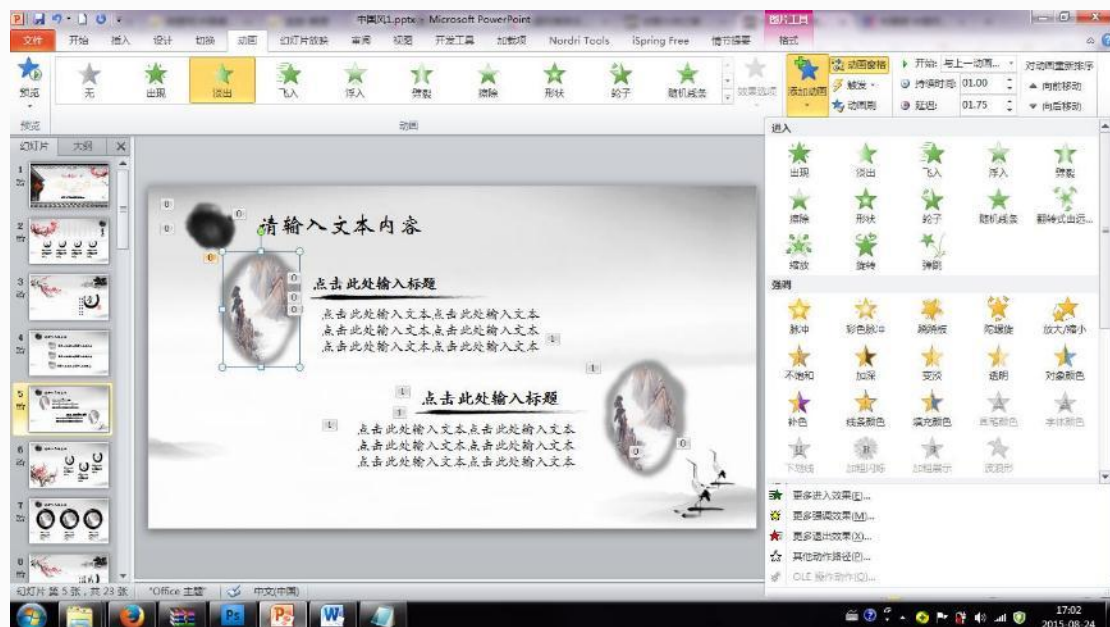 中国风1.pptx - Microsoft PowerPoint
图片工具
文件 开始 插入 设计 切换 动画 幻灯片放映 审阅 视图 开发工具 加载项 Nordri Tools iSpring Free 情节提要 格式
预览 无 出现 淡出 飞入 浮入 劈裂 擦除 形状 轮子 随机线条 效果选项 添加动画
动画窗格 开始: 与上一动画... 对动画重新排序
触发 持续时间: 01.00 向前移动
动画刷 延迟: 01.75 向后移动
预览 动画
幻灯片 大纲
进入
出现 淡出 飞入 浮入 劈裂
擦除 形状 轮子 随机线条 翻转式由远...
缩放 旋转 弹跳
强调
脉冲 彩色脉冲 跷跷板 陀螺旋 放大/缩小
不饱和 加深 变淡 透明 对象颜色
补色 线条颜色 填充颜色 画笔颜色 字体颜色
下划线 加粗闪烁 加粗展示 波浪形
更多进入效果(E)...
更多强调效果(M)...
更多退出效果(X)...
其他动作路径(P)...
OLE 操作动作(O)...
1
2
3
4
5
6
7
8
请输入文本内容
点击此处输入标题
点击此处输入文本点击此处输入文本
点击此处输入文本点击此处输入文本
点击此处输入文本点击此处输入文本
点击此处输入标题
点击此处输入文本点击此处输入文本
点击此处输入文本点击此处输入文本
点击此处输入文本点击此处输入文本
幻灯片 第 5 张，共 23 张 "Office 主题" 中文(中国)
17:02
2015-08-24